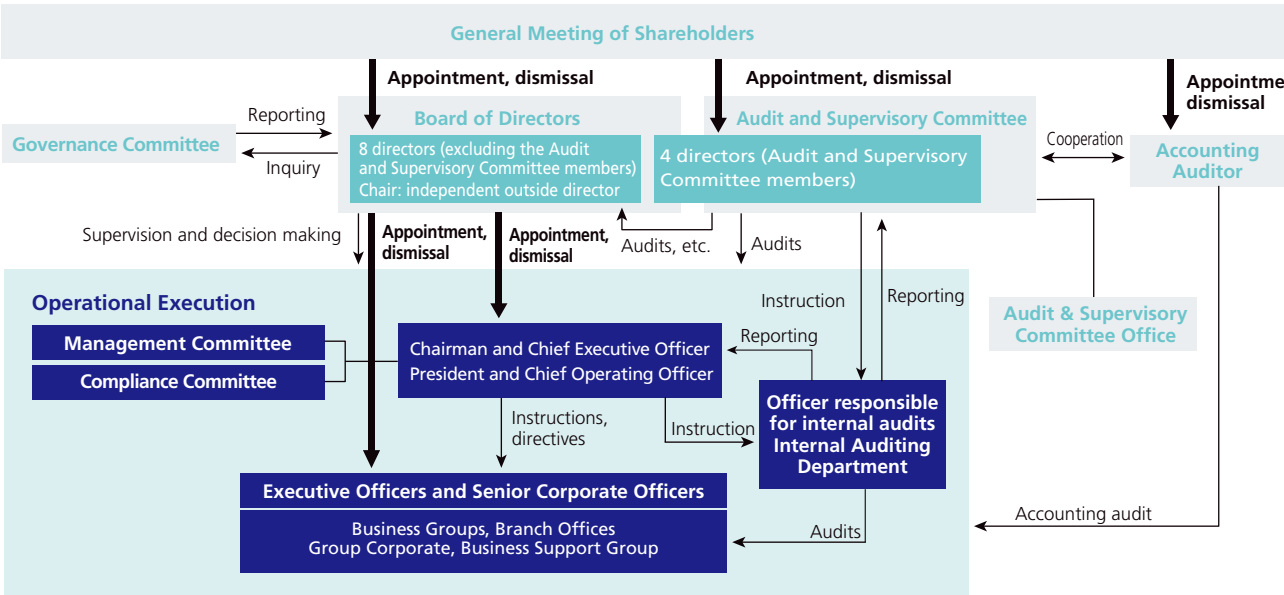 General Meeting of Shareholders
Appointment, dismissal
Appointment, dismissal
Appointme
dismissal
Governance Committee
Reporting
Inquiry
Board of Directors
8 directors (excluding the Audit
and Supervisory Committee members)
Chair: independent outside director
Audit and Supervisory Committee
4 directors (Audit and Supervisory
Committee members)
Cooperation
Accounting
Auditor
Supervision and decision making
Appointment,
dismissal
Appointment,
dismissal
Audits, etc.
Audits
Instruction
Reporting
Audit & Supervisory
Committee Office
Operational Execution
Management Committee
Compliance Committee
Chairman and Chief Executive Officer
President and Chief Operating Officer
Reporting
Instructions,
directives
Instruction
Officer responsible
for internal audits
Internal Auditing
Department
Executive Officers and Senior Corporate Officers
Business Groups, Branch Offices
Group Corporate, Business Support Group
Audits
Accounting audit